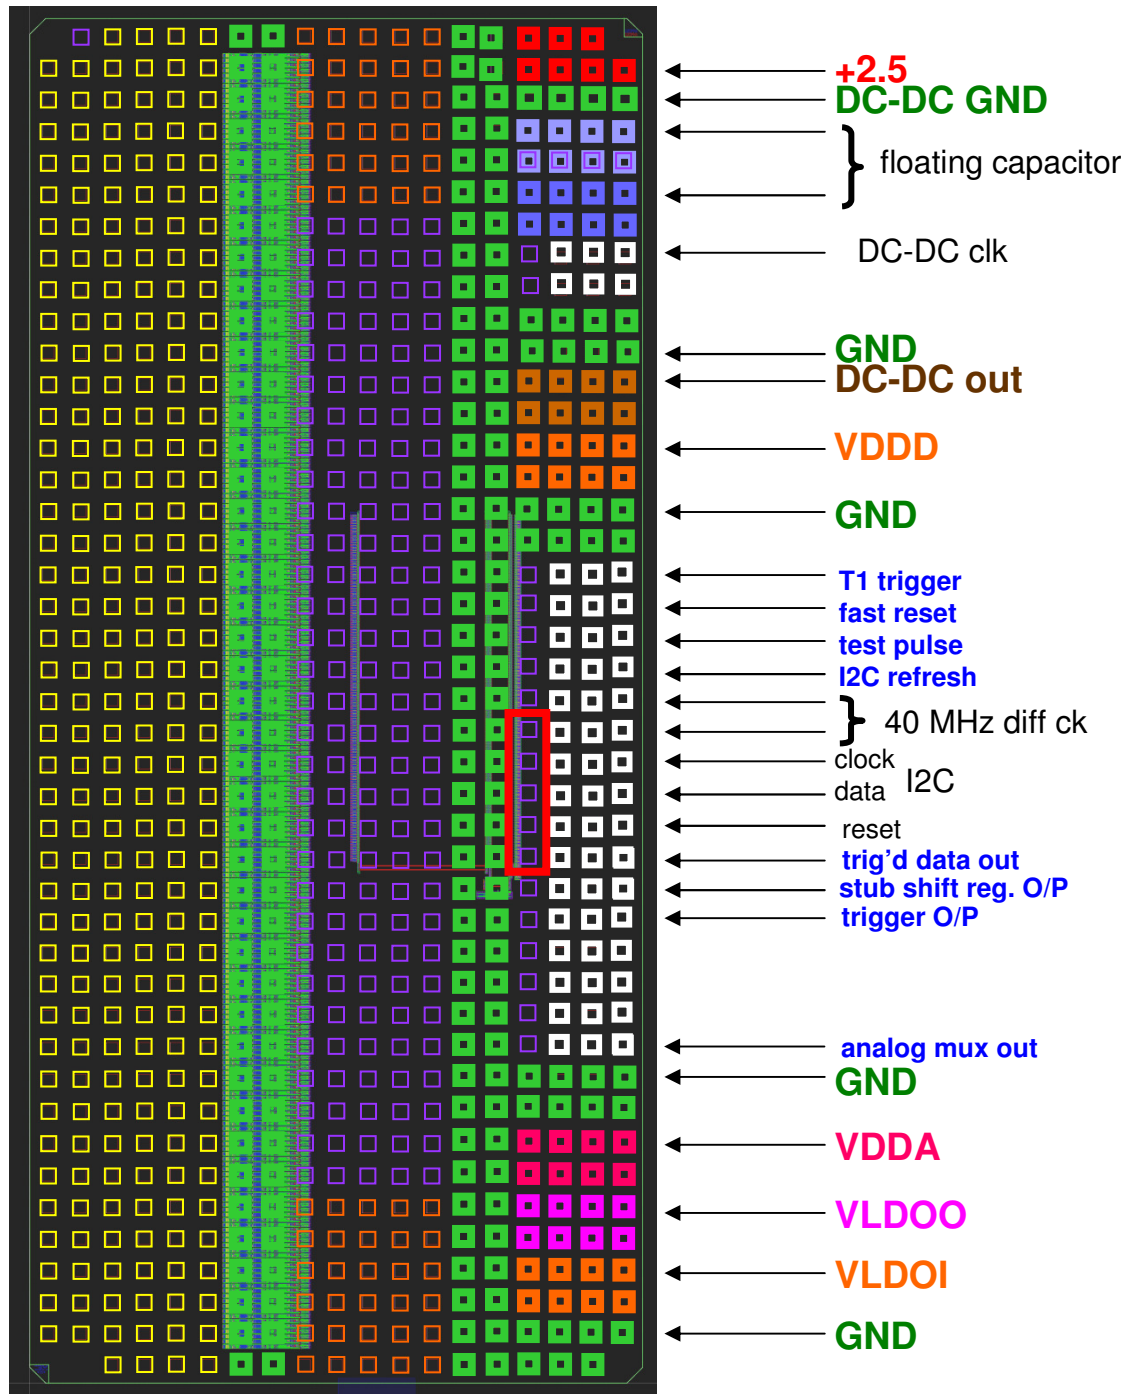 +2.5
DC-DC GND
floating capacitor
DC-DC clk
GND
DC-DC out
VDDD
GND
T1 trigger
fast reset
test pulse
I2C refresh
40 MHz diff ck
clock
I2C
data
reset
trig'd data out
stub shift reg. O/P
trigger O/P
analog mux out
GND
VDDA
VLDOO
VLDOI
GND